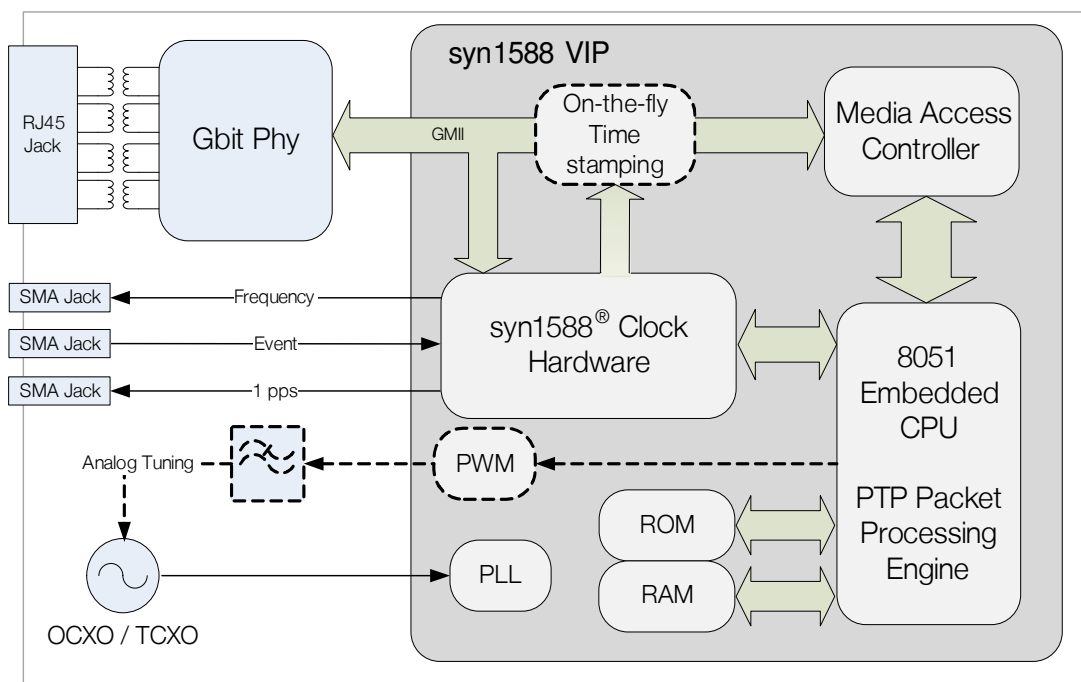 syn1588 VIP
RJ45
Jack
Gbit Phy
GMII
On-the-fly
Time
stamping
Media Access
Controller
SMA Jack
Frequency
SMA Jack
Event
SMA Jack
1 pps
syn1588® Clock
Hardware
8051
Embedded
CPU
PTP Packet
Processing
Engine
Analog Tuning
PWM
ROM
RAM
PLL
OCXO / TCXO